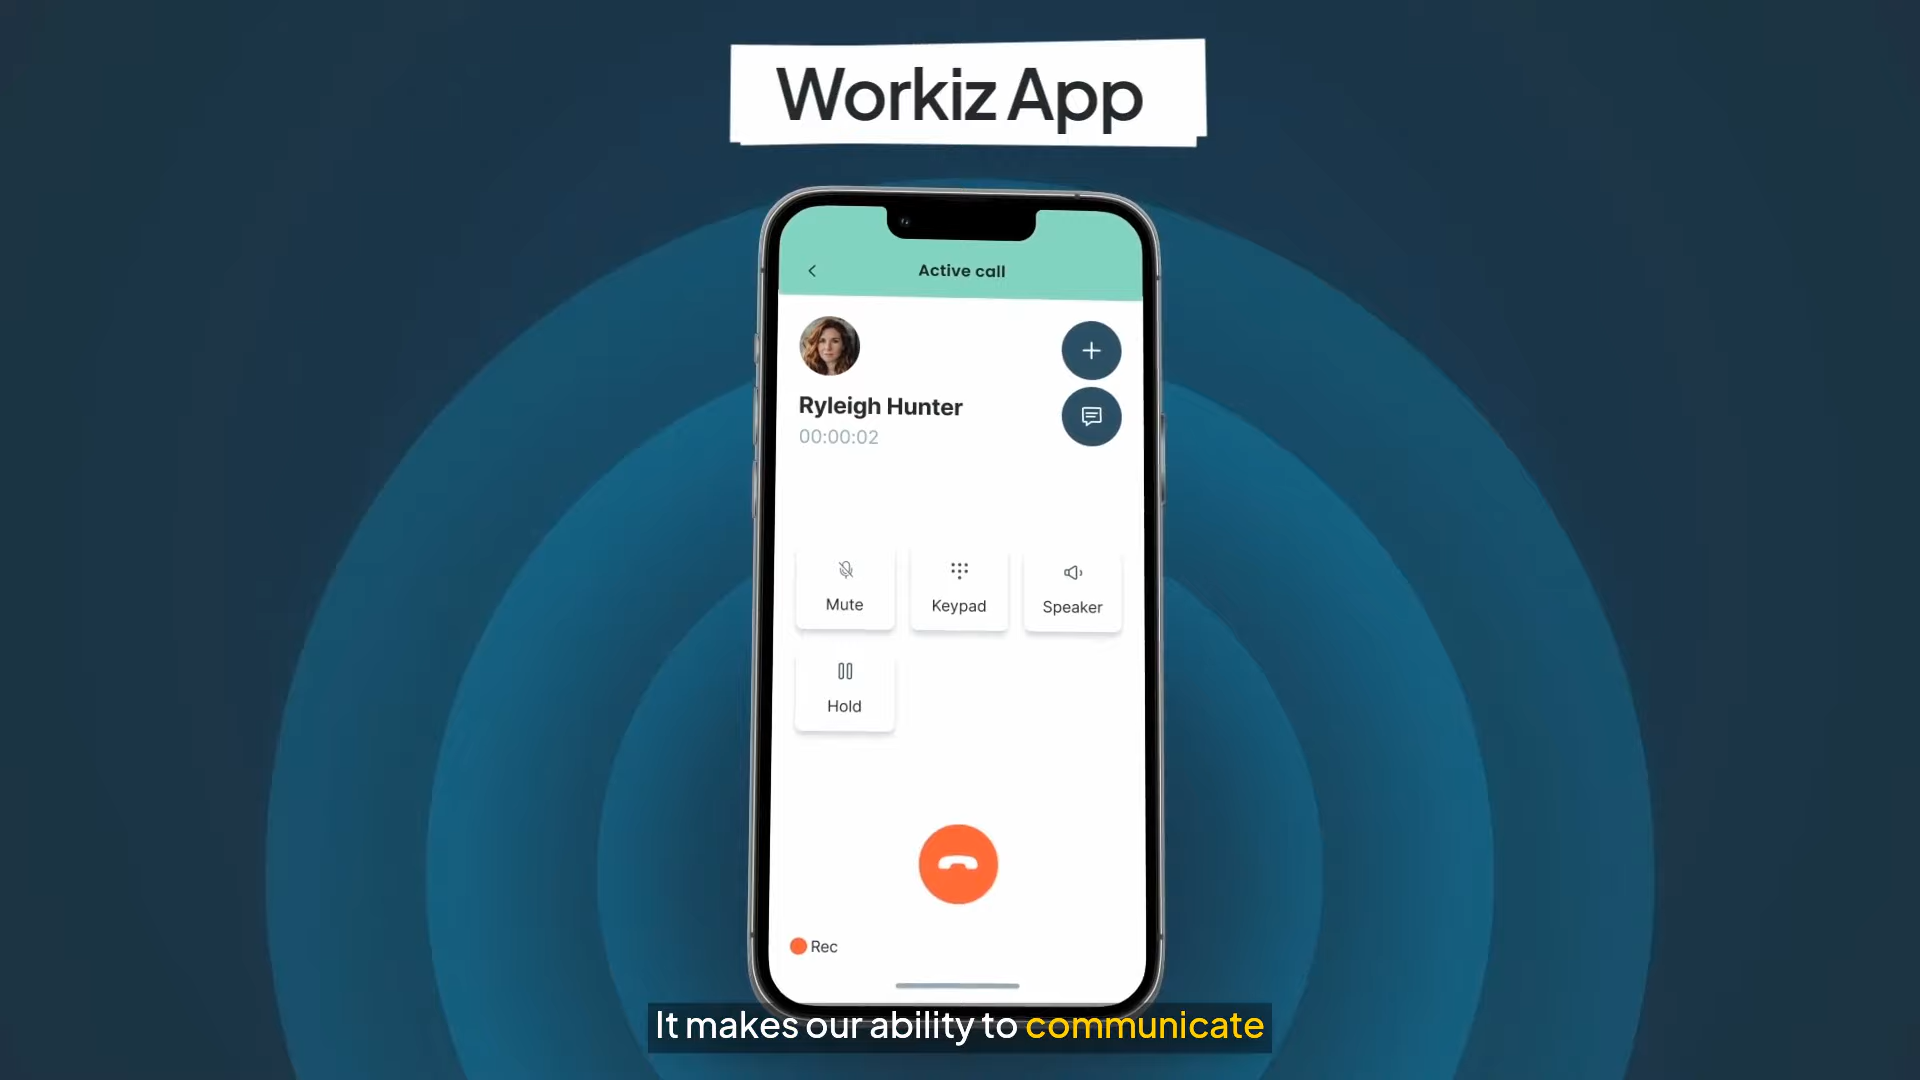 Workiz App
Active call
Ryleigh Hunter
00:00:02
Mute
Keypad
Speaker
Hold
Rec
It makes our ability to communicate